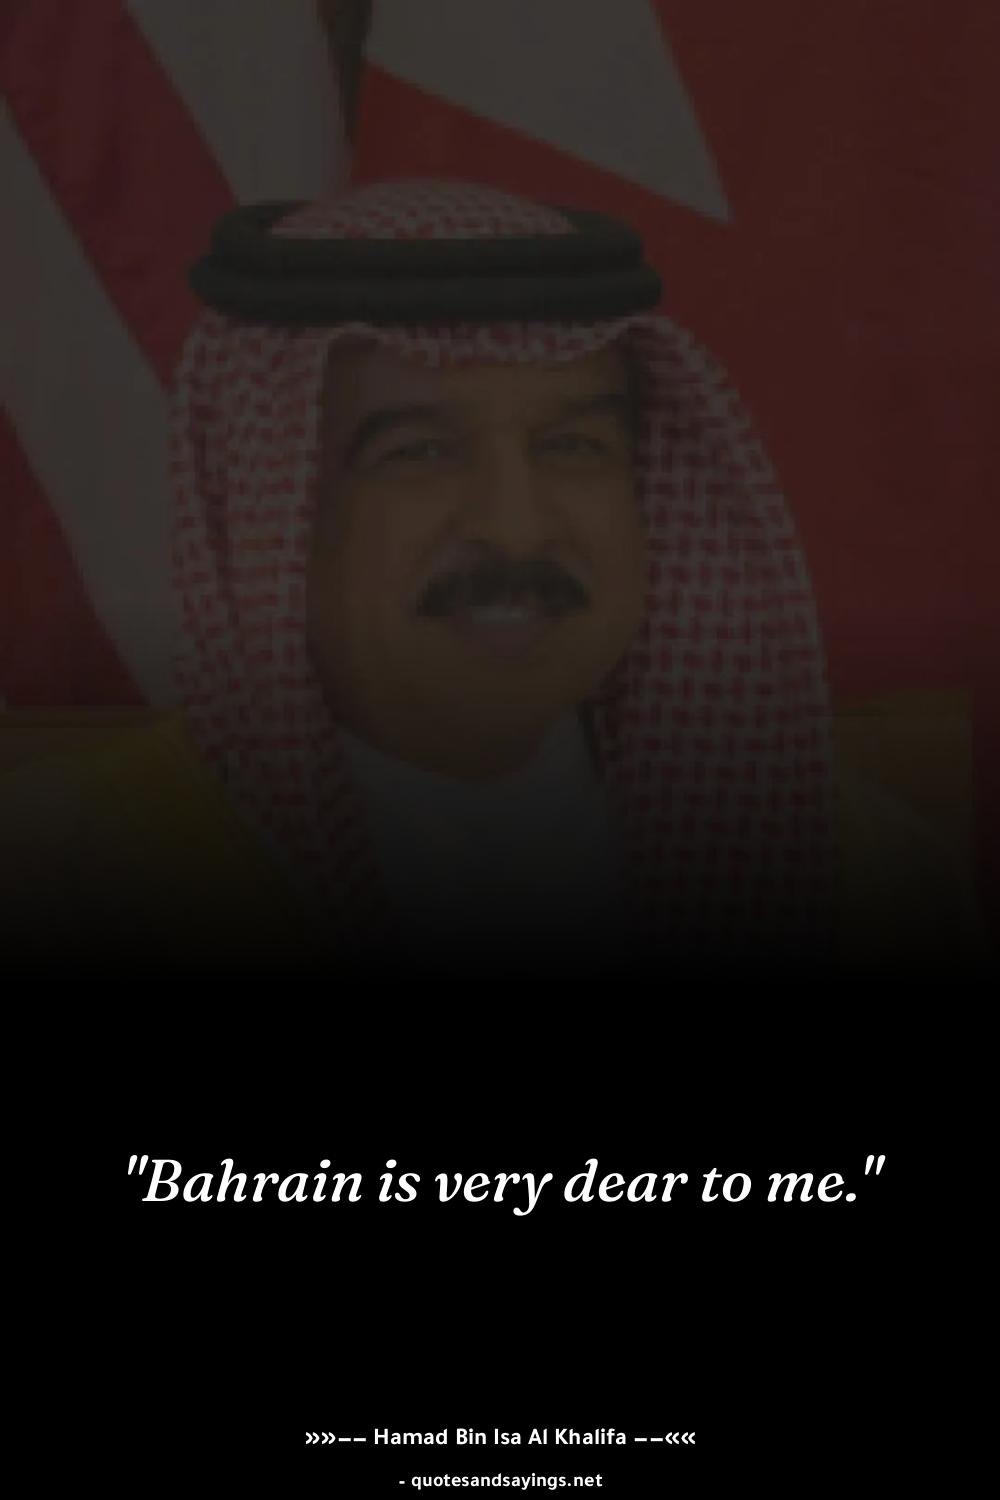 "Bahrain is very dear to me."
»»—— Hamad Bin Isa Al Khalifa ——««
- quotesandsayings.net